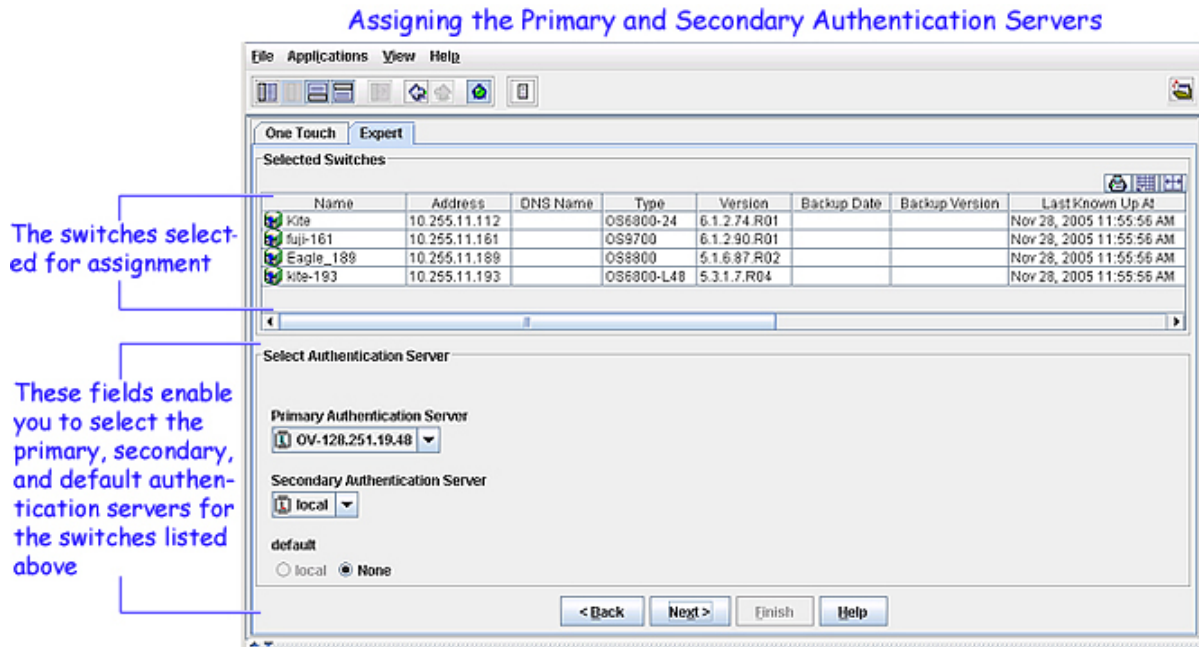 Assigning the Primary and Secondary Authentication Servers
File Applications View Help
One Touch Expert
Selected Switches
Name Address DNS Name Type Version Backup Date Backup Version Last Known Up At
Kite 10.255.11.112 OS6800-24 6.1.2.74.R01 Nov 28, 2005 11:55:56 AM
fuji-161 10.255.11.161 OS9700 6.1.2.90.R01 Nov 28, 2005 11:55:56 AM
Eagle_189 10.255.11.189 OS8800 5.1.6.87.R02 Nov 28, 2005 11:55:56 AM
kite-193 10.255.11.193 OS6800-L48 5.3.1.7.R04 Nov 28, 2005 11:55:56 AM
The switches select-
ed for assignment
Select Authentication Server
Primary Authentication Server
OV-128.251.19.48
Secondary Authentication Server
local
default
local None
These fields enable
you to select the
primary, secondary,
and default authen-
tication servers for
the switches listed
above
< Back Next > Finish Help